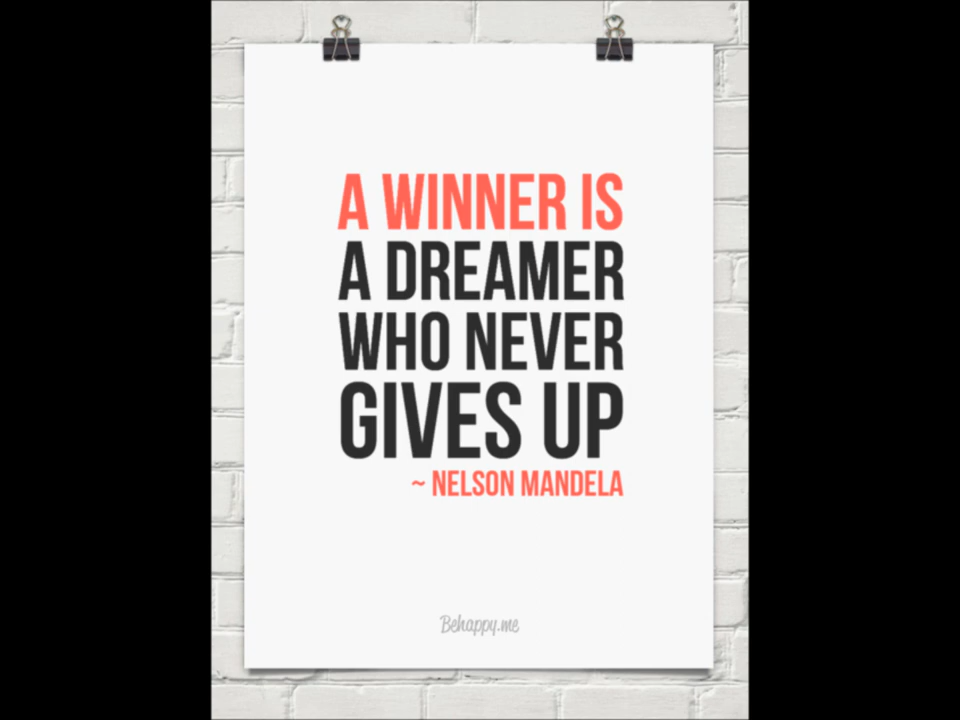 A WINNER IS
A DREAMER
WHO NEVER
GIVES UP
~ NELSON MANDELA
Behappy.me